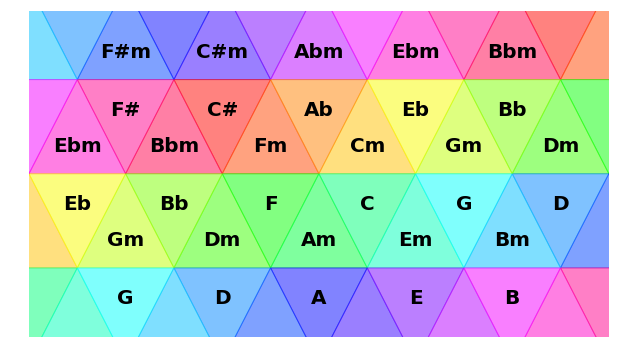 F#m C#m Abm Ebm Bbm
F# C# Ab Eb Bb
Ebm Bbm Fm Cm Gm Dm
Eb Bb F C G D
Gm Dm Am Em Bm
G D A E B